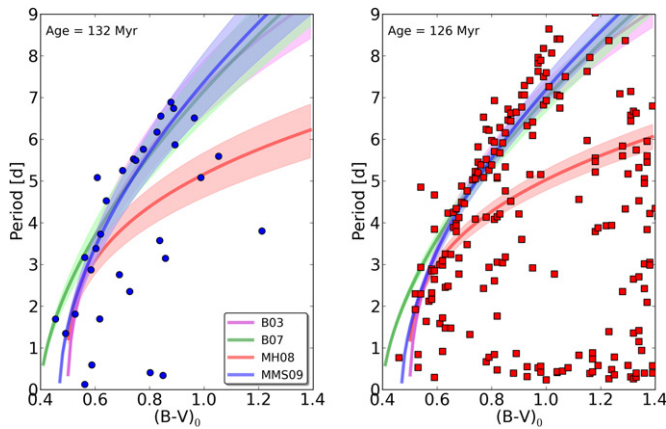 Age = 132 Myr
Period [d]
9
8
7
6
5
4
3
2
1
0
0.4 0.6 0.8 1.0 1.2 1.4
(B-V)₀
B03
B07
MH08
MMS09
Age = 126 Myr
Period [d]
9
8
7
6
5
4
3
2
1
0
0.4 0.6 0.8 1.0 1.2 1.4
(B-V)₀